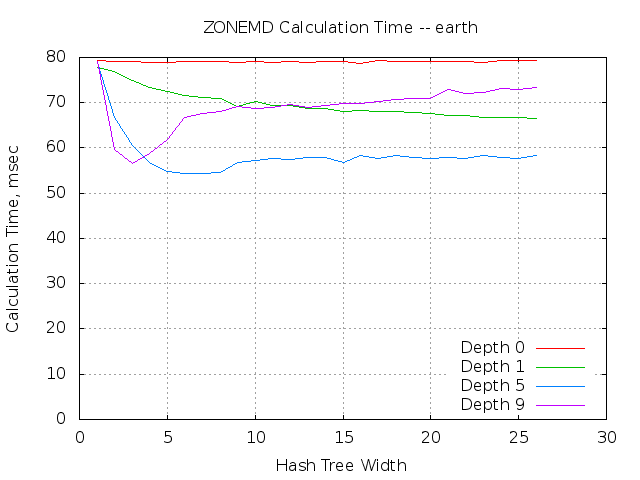 ZONEMD Calculation Time -- earth
80
70
60
50
40
30
20
10
0
Calculation Time, msec
0 5 10 15 20 25 30
Hash Tree Width
Depth 0
Depth 1
Depth 5
Depth 9